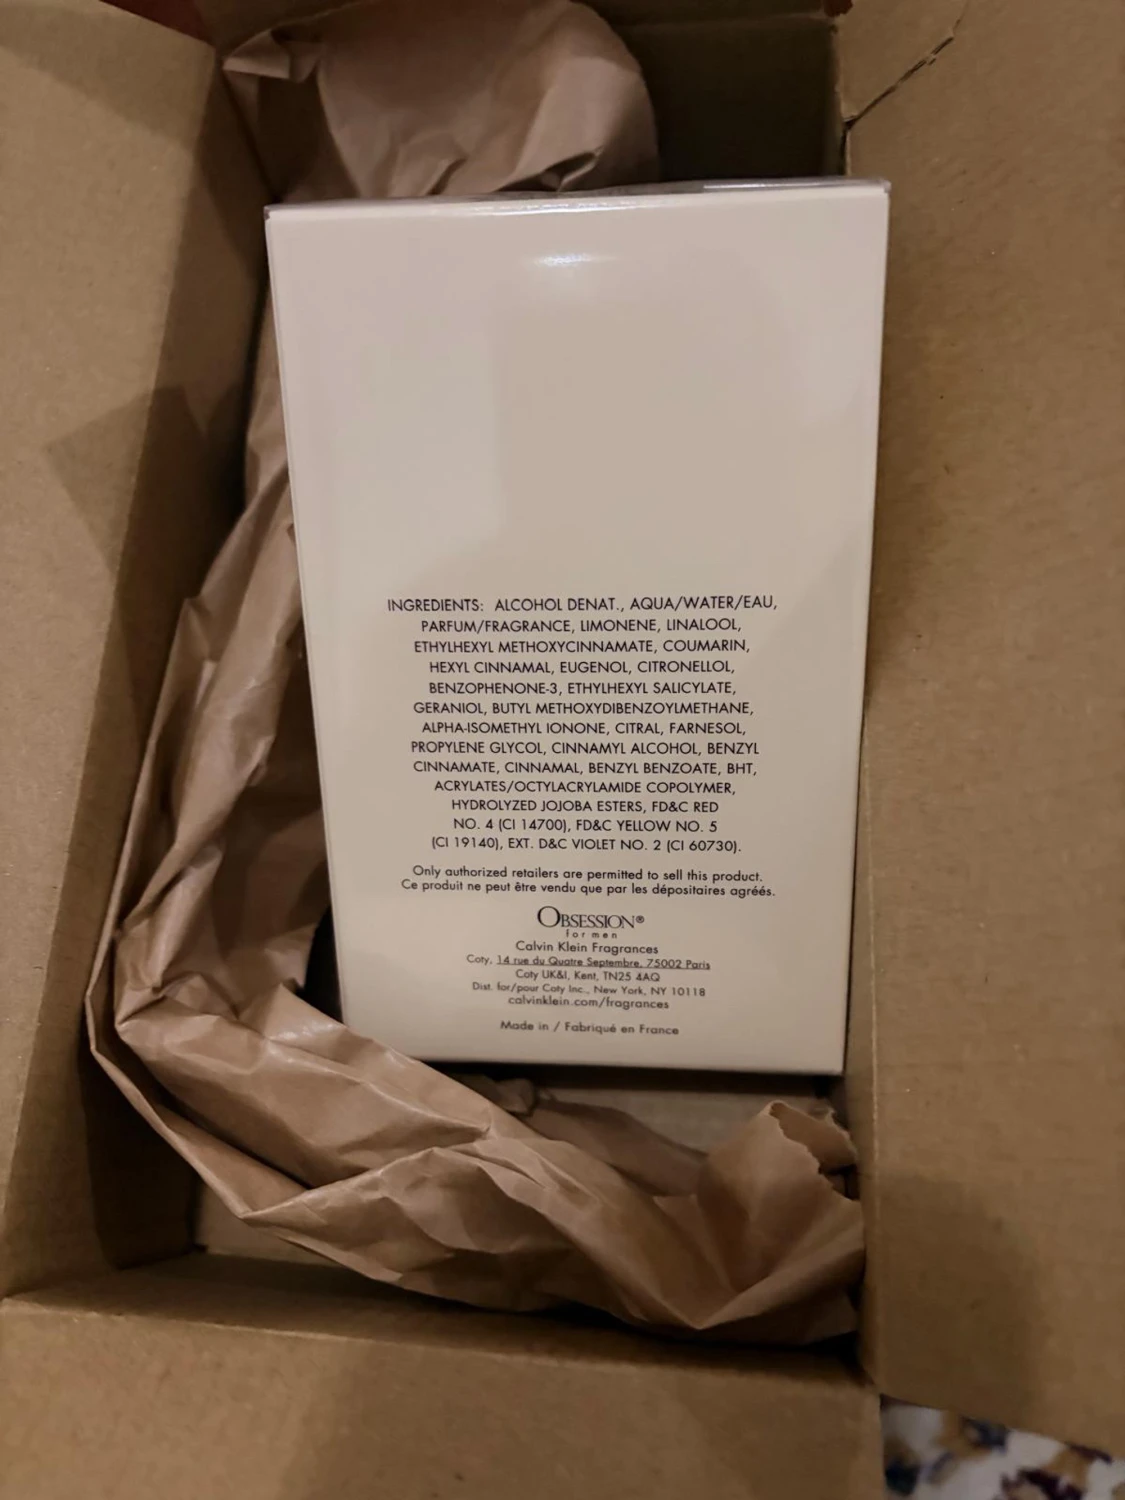 INGREDIENTS: ALCOHOL DENAT., AQUA/WATER/EAU,
PARFUM/FRAGRANCE, LIMONENE, LINALOOL,
ETHYLHEXYL METHOXYCINNAMATE, COUMARIN,
HEXYL CINNAMAL, EUGENOL, CITRONELLOL,
BENZOPHENONE-3, ETHYLHEXYL SALICYLATE,
GERANIOL, BUTYL METHOXYDIBENZOYLMETHANE,
ALPHA-ISOMETHYL IONONE, CITRAL, FARNESOL,
PROPYLENE GLYCOL, CINNAMYL ALCOHOL, BENZYL
CINNAMATE, CINNAMAL, BENZYL BENZOATE, BHT,
ACRYLATES/OCTYLACRYLAMIDE COPOLYMER,
HYDROLYZED JOJOBA ESTERS, FD&C RED
NO. 4 (CI 14700), FD&C YELLOW NO. 5
(CI 19140), EXT. D&C VIOLET NO. 2 (CI 60730).
Only authorized retailers are permitted to sell this product.
Ce produit ne peut être vendu que par les dépositaires agréés.
OBSESSION®
for men
Calvin Klein Fragrances
Coty, 14 rue du Quatre Septembre, 75002 Paris
Coty UK&I, Kent, TN25 4AQ
Dist. for/pour Coty Inc., New York, NY 10118
calvinklein.com/fragrances
Made in / Fabriqué en France